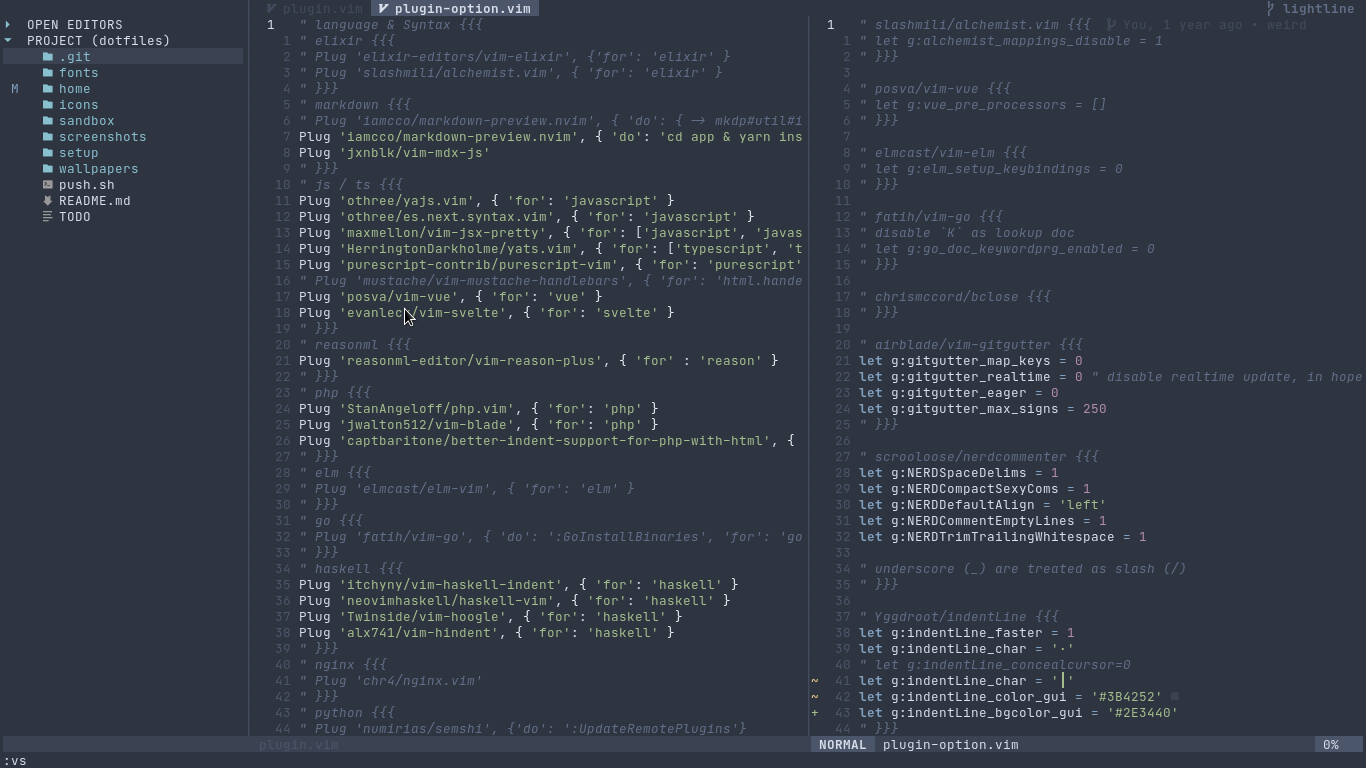 plugin.vim plugin-option.vim lightline
OPEN EDITORS
PROJECT (dotfiles)
.git
fonts
M home
icons
sandbox
screenshots
setup
wallpapers
push.sh
README.md
TODO
1 " language & Syntax {{{
1 " elixir {{{
2 " Plug 'elixir-editors/vim-elixir', {'for': 'elixir' }
3 " Plug 'slashmili/alchemist.vim', { 'for': 'elixir' }
4 " }}}
5 " markdown {{{
6 " Plug 'iamcco/markdown-preview.nvim', { 'do': { -> mkdp#util#i
7 Plug 'iamcco/markdown-preview.nvim', { 'do': 'cd app & yarn ins
8 Plug 'jxnblk/vim-mdx-js'
9 " }}}
10 " js / ts {{{
11 Plug 'othree/yajs.vim', { 'for': 'javascript' }
12 Plug 'othree/es.next.syntax.vim', { 'for': 'javascript' }
13 Plug 'maxmellon/vim-jsx-pretty', { 'for': ['javascript', 'javas
14 Plug 'HerringtonDarkholme/yats.vim', { 'for': ['typescript', 't
15 Plug 'purescript-contrib/purescript-vim', { 'for': 'purescript'
16 " Plug 'mustache/vim-mustache-handlebars', { 'for': 'html.hande
17 Plug 'posva/vim-vue', { 'for': 'vue' }
18 Plug 'evanlec /vim-svelte', { 'for': 'svelte' }
19 " }}}
20 " reasonml {{{
21 Plug 'reasonml-editor/vim-reason-plus', { 'for' : 'reason' }
22 " }}}
23 " php {{{
24 Plug 'StanAngeloff/php.vim', { 'for': 'php' }
25 Plug 'jwalton512/vim-blade', { 'for': 'php' }
26 Plug 'captbaritone/better-indent-support-for-php-with-html', {
27 " }}}
28 " elm {{{
29 " Plug 'elmcast/elm-vim', { 'for': 'elm' }
30 " }}}
31 " go {{{
32 " Plug 'fatih/vim-go', { 'do': ':GoInstallBinaries', 'for': 'go
33 " }}}
34 " haskell {{{
35 Plug 'itchyny/vim-haskell-indent', { 'for': 'haskell' }
36 Plug 'neovimhaskell/haskell-vim', { 'for': 'haskell' }
37 Plug 'Twinside/vim-hoogle', { 'for': 'haskell' }
38 Plug 'alx741/vim-hindent', { 'for': 'haskell' }
39 " }}}
40 " nginx {{{
41 " Plug 'chr4/nginx.vim'
42 " }}}
43 " python {{{
44 " Plug 'numirias/semshi', {'do': ':UpdateRemotePlugins'}
plugin.vim
1 " slashmili/alchemist.vim {{{ You, 1 year ago • weird
1 " let g:alchemist_mappings_disable = 1
2 " }}}
3
4 " posva/vim-vue {{{
5 " let g:vue_pre_processors = []
6 " }}}
7
8 " elmcast/vim-elm {{{
9 " let g:elm_setup_keybindings = 0
10 " }}}
11
12 " fatih/vim-go {{{
13 " disable `K` as lookup doc
14 " let g:go_doc_keywordprg_enabled = 0
15 " }}}
16
17 " chrismccord/bclose {{{
18 " }}}
19
20 " airblade/vim-gitgutter {{{
21 let g:gitgutter_map_keys = 0
22 let g:gitgutter_realtime = 0 " disable realtime update, in hope
23 let g:gitgutter_eager = 0
24 let g:gitgutter_max_signs = 250
25 " }}}
26
27 " scrooloose/nerdcommenter {{{
28 let g:NERDSpaceDelims = 1
29 let g:NERDCompactSexyComs = 1
30 let g:NERDDefaultAlign = 'left'
31 let g:NERDCommentEmptyLines = 1
32 let g:NERDTrimTrailingWhitespace = 1
33
34 " underscore (_) are treated as slash (/)
35 " }}}
36
37 " Yggdroot/indentLine {{{
38 let g:indentLine_faster = 1
39 let g:indentLine_char = '·'
40 " let g:indentLine_concealcursor=0
~ 41 let g:indentLine_char = '│'
~ 42 let g:indentLine_color_gui = '#3B4252' ■
+ 43 let g:indentLine_bgcolor_gui = '#2E3440'
44 " }}}
NORMAL plugin-option.vim 0%
:vs